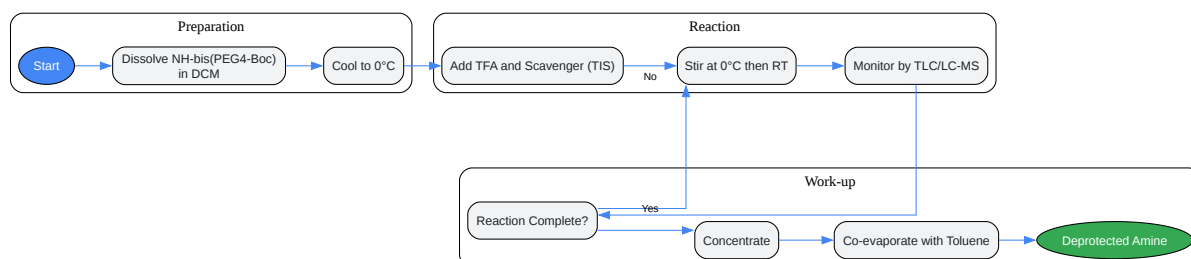 Preparation
Start
Dissolve NH-bis(PEG4-Boc)
in DCM
Cool to 0°C
Reaction
Add TFA and Scavenger (TIS)
No
Stir at 0°C then RT
Monitor by TLC/LC-MS
Work-up
Reaction Complete?
Yes
Concentrate
Co-evaporate with Toluene
Deprotected Amine